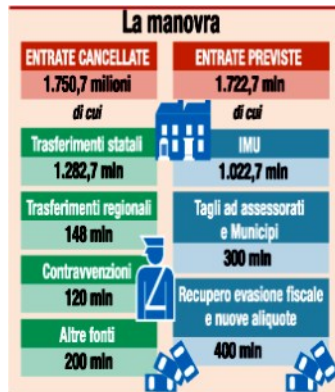 La manovra
ENTRATE CANCELLATE
1.750,7 milioni
di cui
Trasferimenti statali
1.282,7 mln
Trasferimenti regionali
148 mln
Contravvenzioni
120 mln
Altre fonti
200 mln
ENTRATE PREVISTE
1.722,7 mln
di cui
IMU
1.022,7 mln
Tagli ad assessorati
e Municipi
300 mln
Recupero evasione fiscale
e nuove aliquote
400 mln